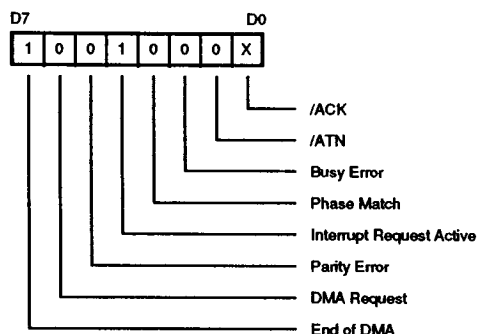 D7 D0
1 0 0 1 0 0 0 X
/ACK
/ATN
Busy Error
Phase Match
Interrupt Request Active
Parity Error
DMA Request
End of DMA